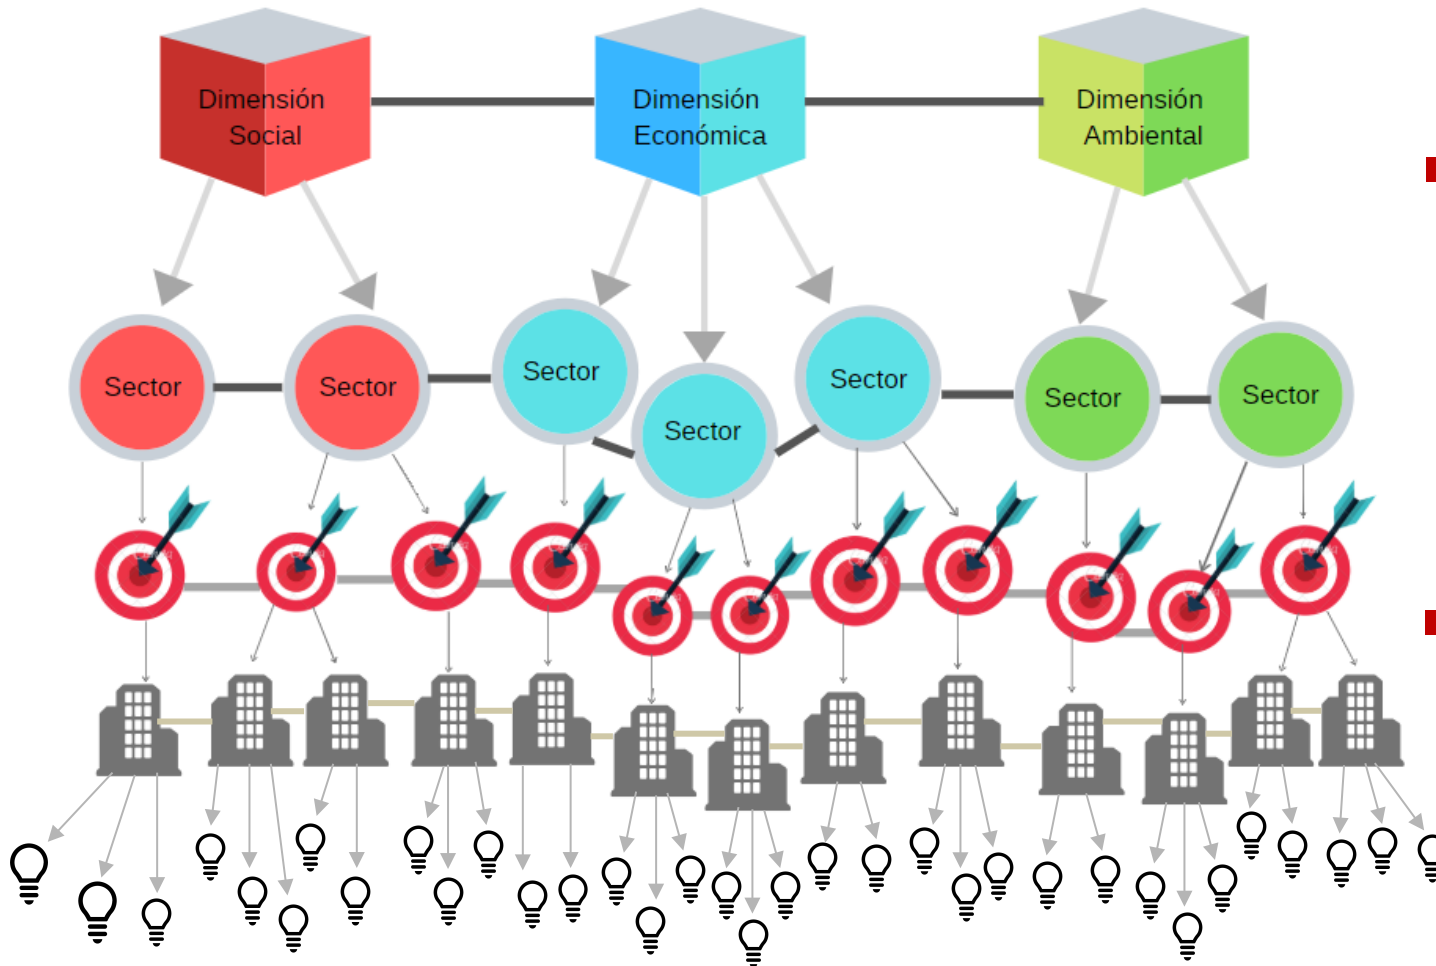 Dimensión
Social
Dimensión
Económica
Dimensión
Ambiental
Sector
Sector
Sector
Sector
Sector
Sector
Sector